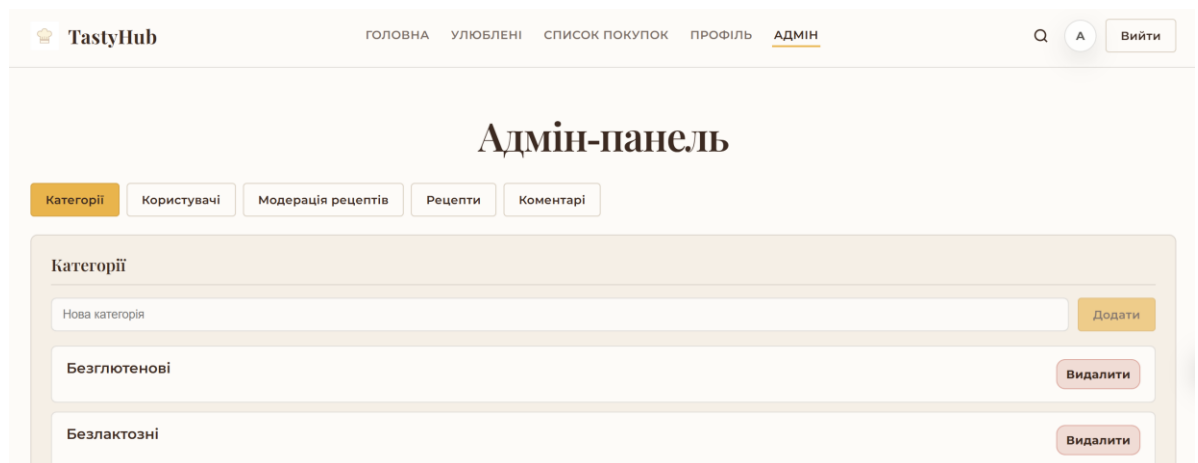 TastyHub ГОЛОВНА УЛЮБЛЕНІ СПИСОК ПОКУПОК ПРОФІЛЬ АДМІН А Вийти
Адмін-панель
Категорії Користувачі Модерація рецептів Рецепти Коментарі
Категорії
Нова категорія Додати
Безглютенові Видалити
Безлактозні Видалити